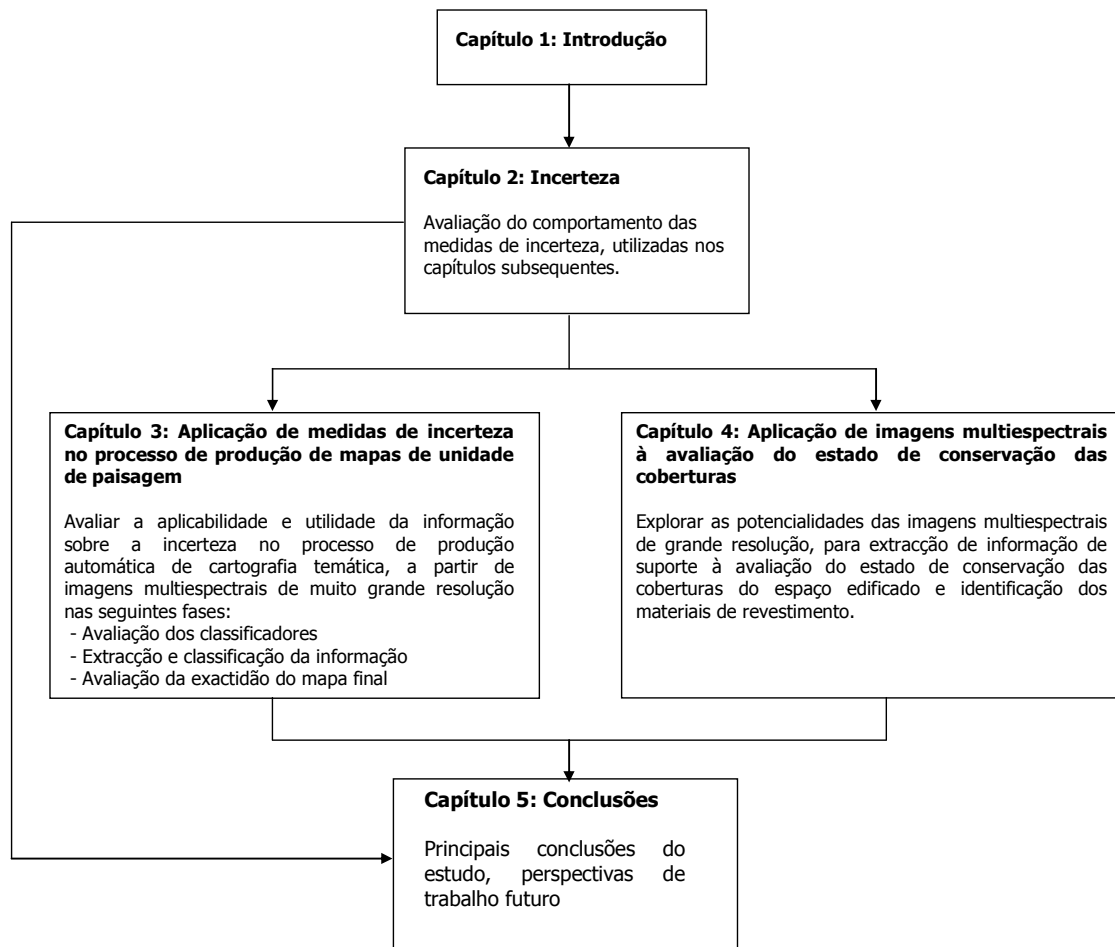 Capítulo 1: Introdução
Capítulo 2: Incerteza
Avaliação do comportamento das
medidas de incerteza, utilizadas nos
capítulos subsequentes.
Capítulo 3: Aplicação de medidas de incerteza
no processo de produção de mapas de unidade
de paisagem
Avaliar a aplicabilidade e utilidade da informação
sobre a incerteza no processo de produção
automática de cartografia temática, a partir de
imagens multiespectrais de muito grande resolução
nas seguintes fases:
- Avaliação dos classificadores
- Extracção e classificação da informação
- Avaliação da exactidão do mapa final
Capítulo 4: Aplicação de imagens multiespectrais
à avaliação do estado de conservação das
coberturas
Explorar as potencialidades das imagens multiespectrais
de grande resolução, para extracção de informação de
suporte à avaliação do estado de conservação das
coberturas do espaço edificado e identificação dos
materiais de revestimento.
Capítulo 5: Conclusões
Principais conclusões do
estudo, perspectivas de
trabalho futuro